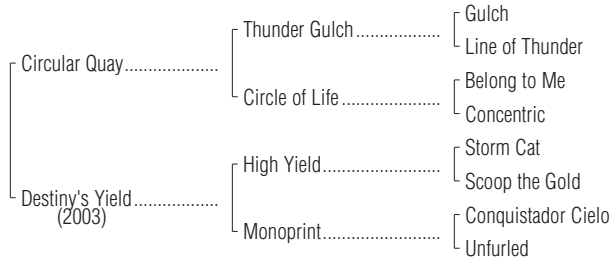 Gulch
Thunder Gulch
Line of Thunder
Circular Quay
Belong to Me
Circle of Life
Concentric
Storm Cat
High Yield
Scoop the Gold
Destiny's Yield
(2003)
Conquistador Cielo
Monoprint
Unfurled